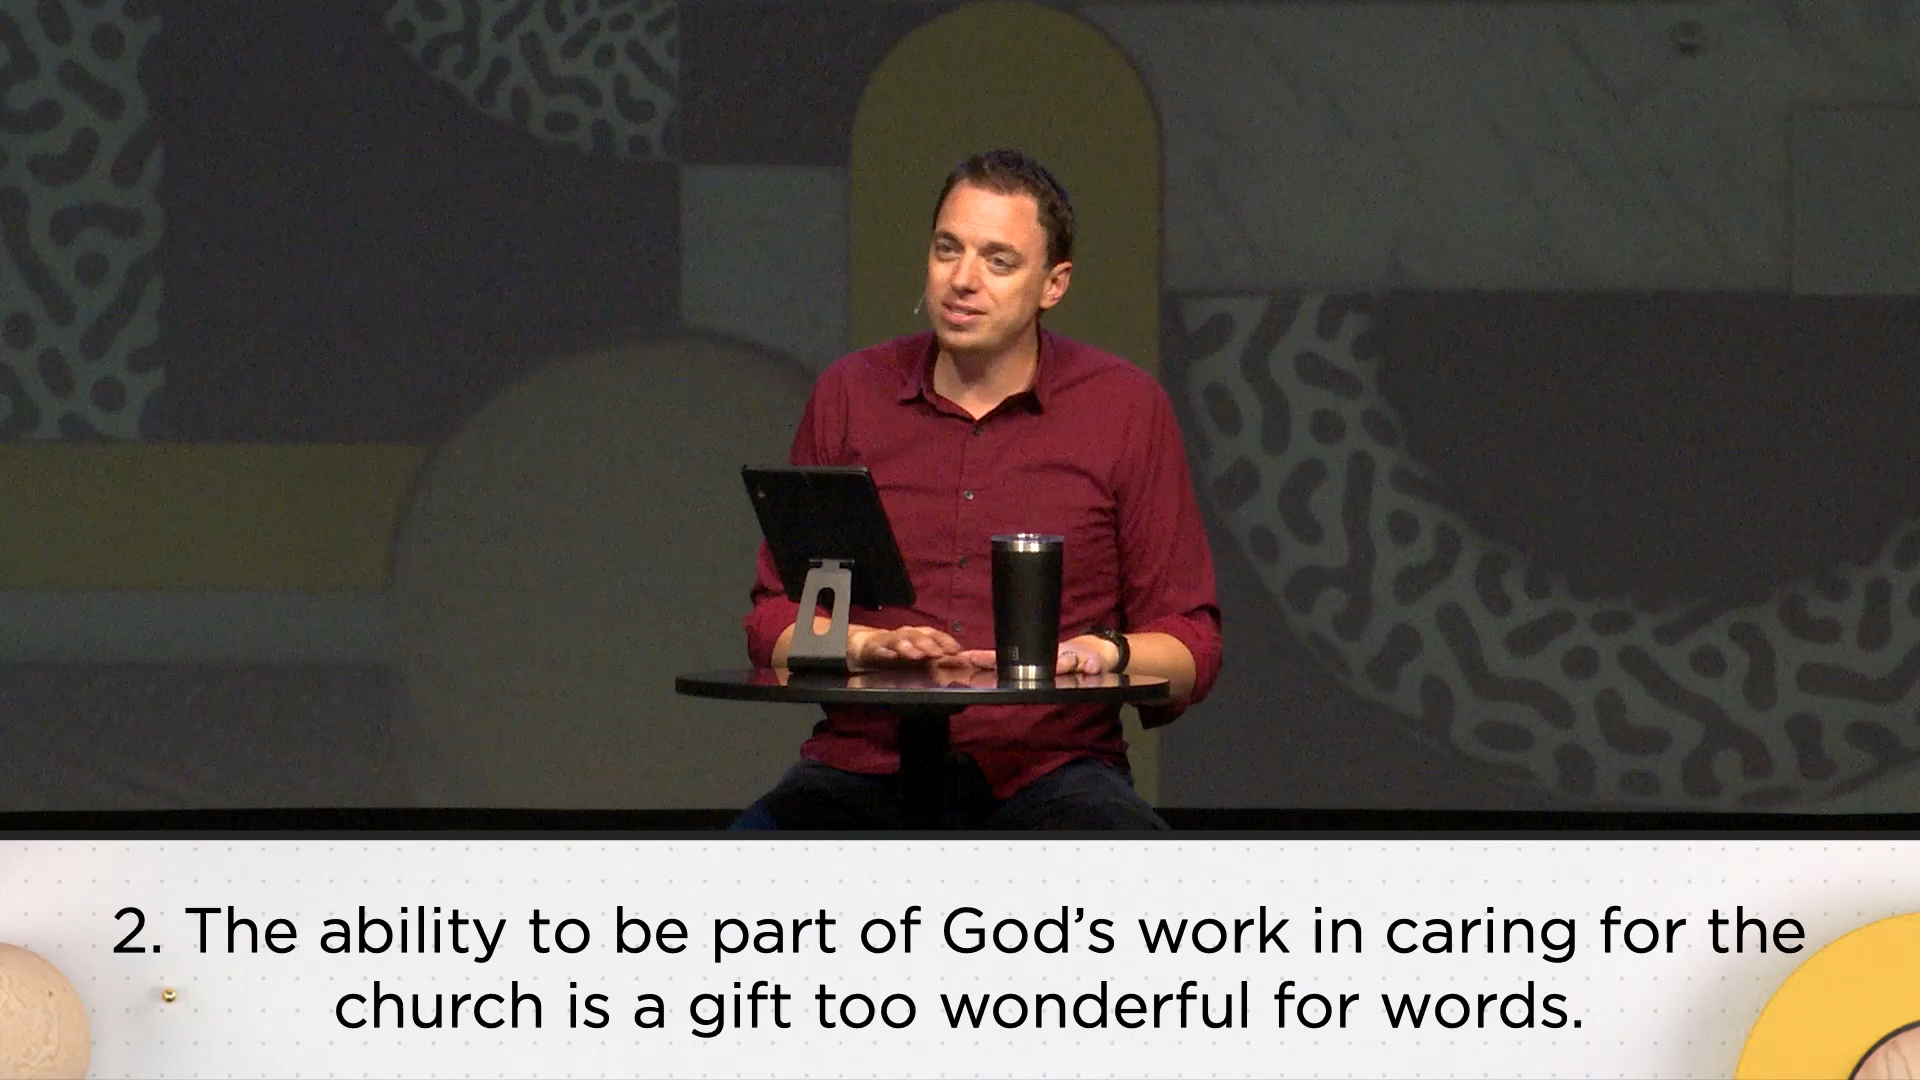 2. The ability to be part of God’s work in caring for the
church is a gift too wonderful for words.